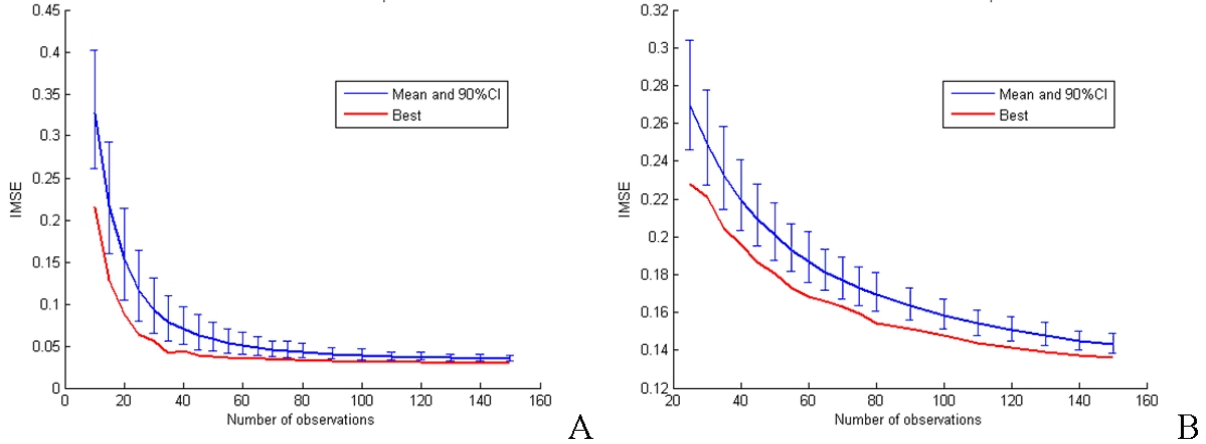 0.45
0.4
0.35
0.3
0.25
0.2
0.15
0.1
0.05
0
IMSE
0 20 40 60 80 100 120 140 160
Number of observations
Mean and 90%CI
Best
A
0.32
0.3
0.28
0.26
0.24
0.22
0.2
0.18
0.16
0.14
0.12
IMSE
20 40 60 80 100 120 140 160
Number of observations
Mean and 90%CI
Best
B